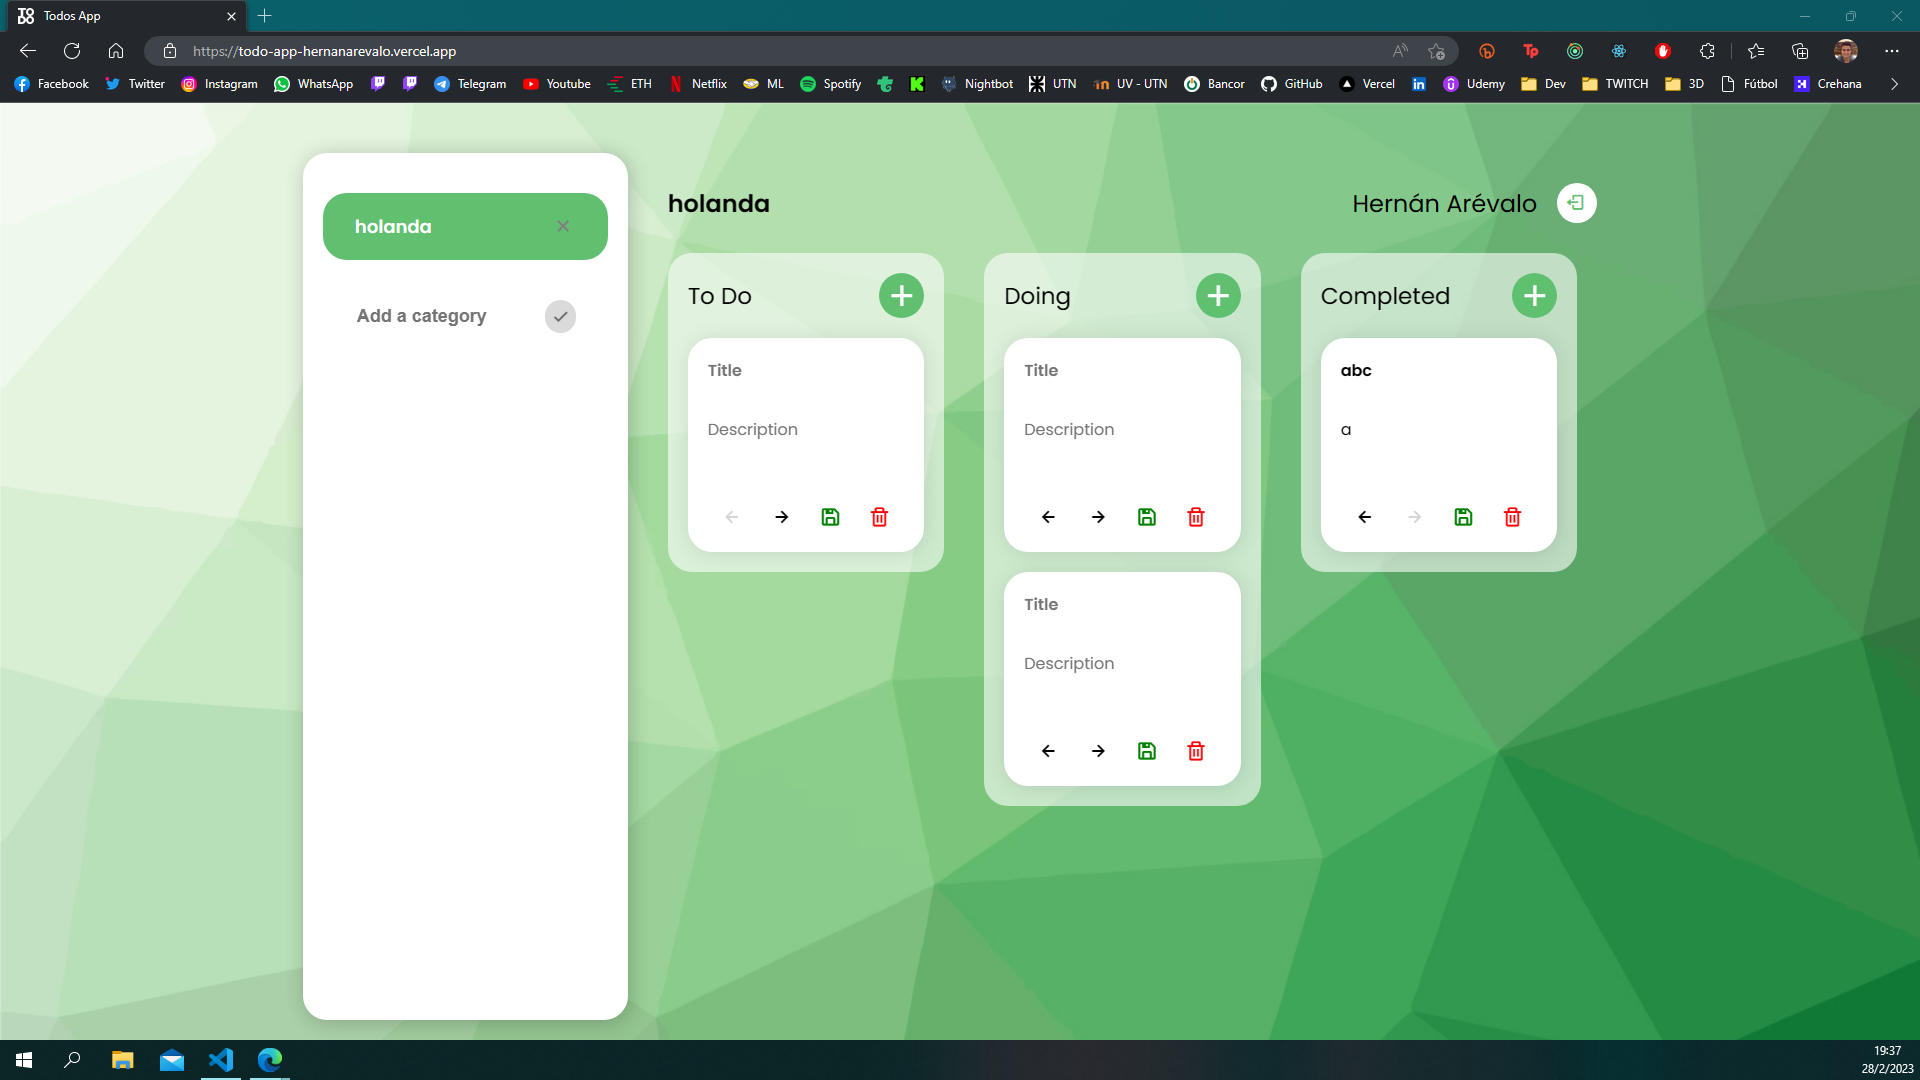 TO
DO
Todos App
https://todo-app-hernanarevalo.vercel.app
Facebook Twitter Instagram WhatsApp Telegram Youtube ETH Netflix ML Spotify Nightbot UTN UV - UTN Bancor GitHub Vercel Udemy Dev TWITCH 3D Fútbol Crehana
holanda
Add a category
holanda
Hernán Arévalo
To Do
Title
Description
Doing
Title
Description
Title
Description
Completed
abc
a
19:37
28/2/2023